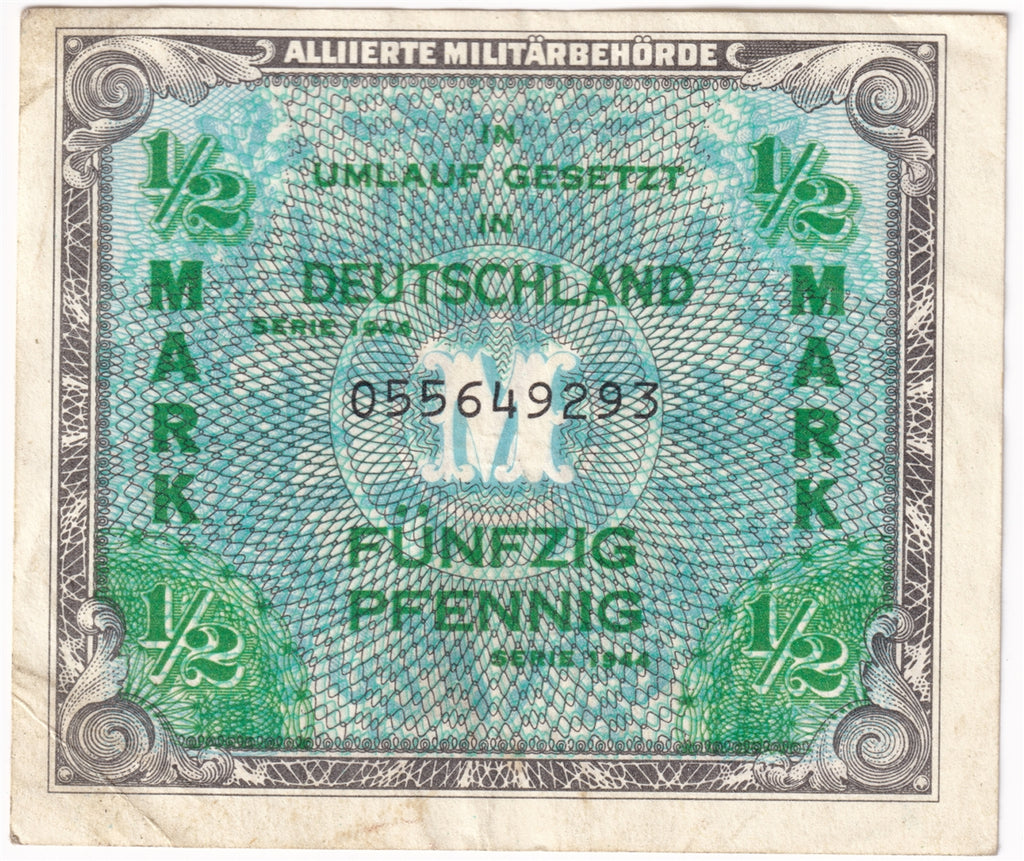 ALLIIERTE MILITÄRBEHÖRDE
1/2 IN 1/2
UMLAUF GESETZT
IN
MARK DEUTSCHLAND MARK
SERIE 1944
M
055649293
FÜNFZIG
PFENNIG
1/2 1/2
SERIE 1944